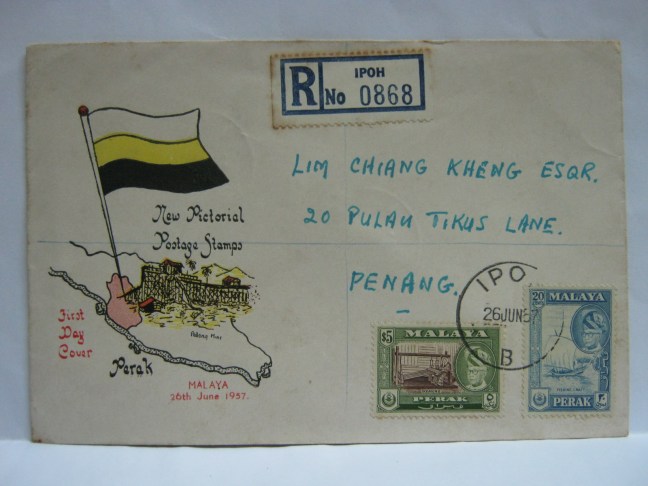 R
IPOH
No 0868
LIM CHIANG KHENG ESQR.
20 PULAU TIKUS LANE.
PENANG.
New Pictorial
Postage Stamps
First
Day
Cover
Perak
MALAYA
26th June 1957.
IPO
26JUN57
B
$5
MALAYA
PERAK
20
MALAYA
PERAK